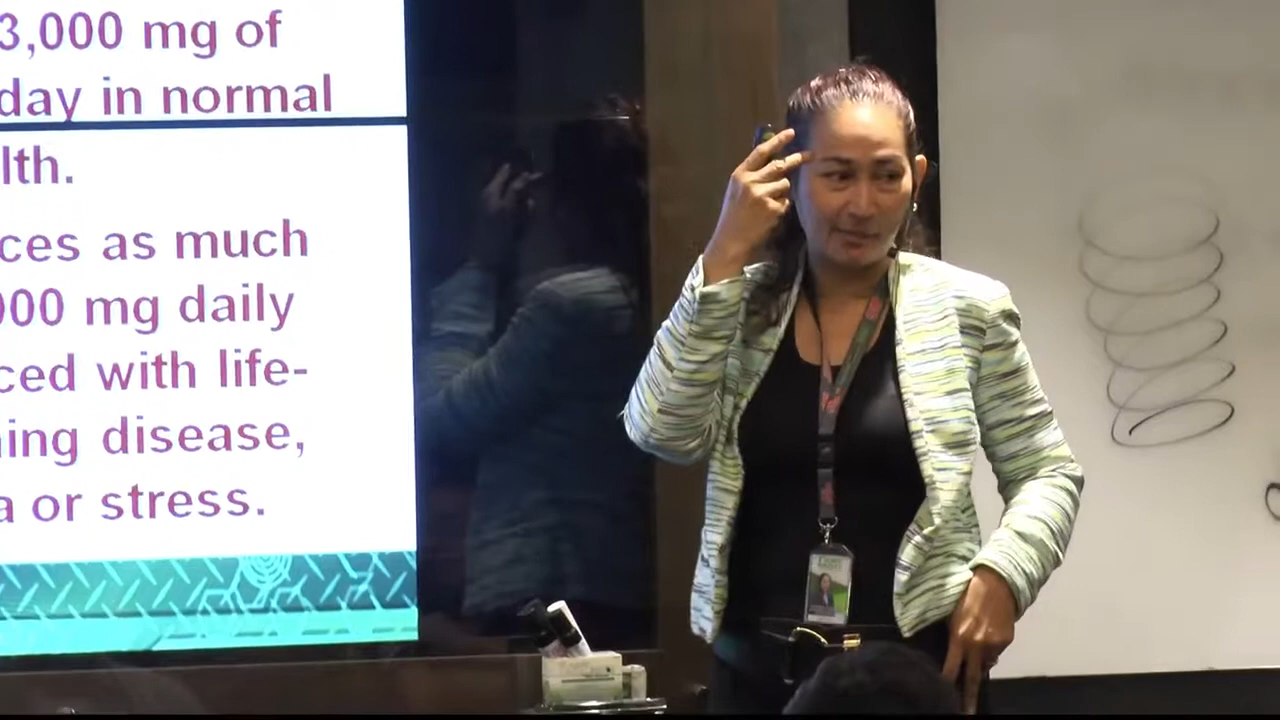 3,000 mg of
day in normal
lth.
ces as much
000 mg daily
ced with life-
ning disease,
a or stress.